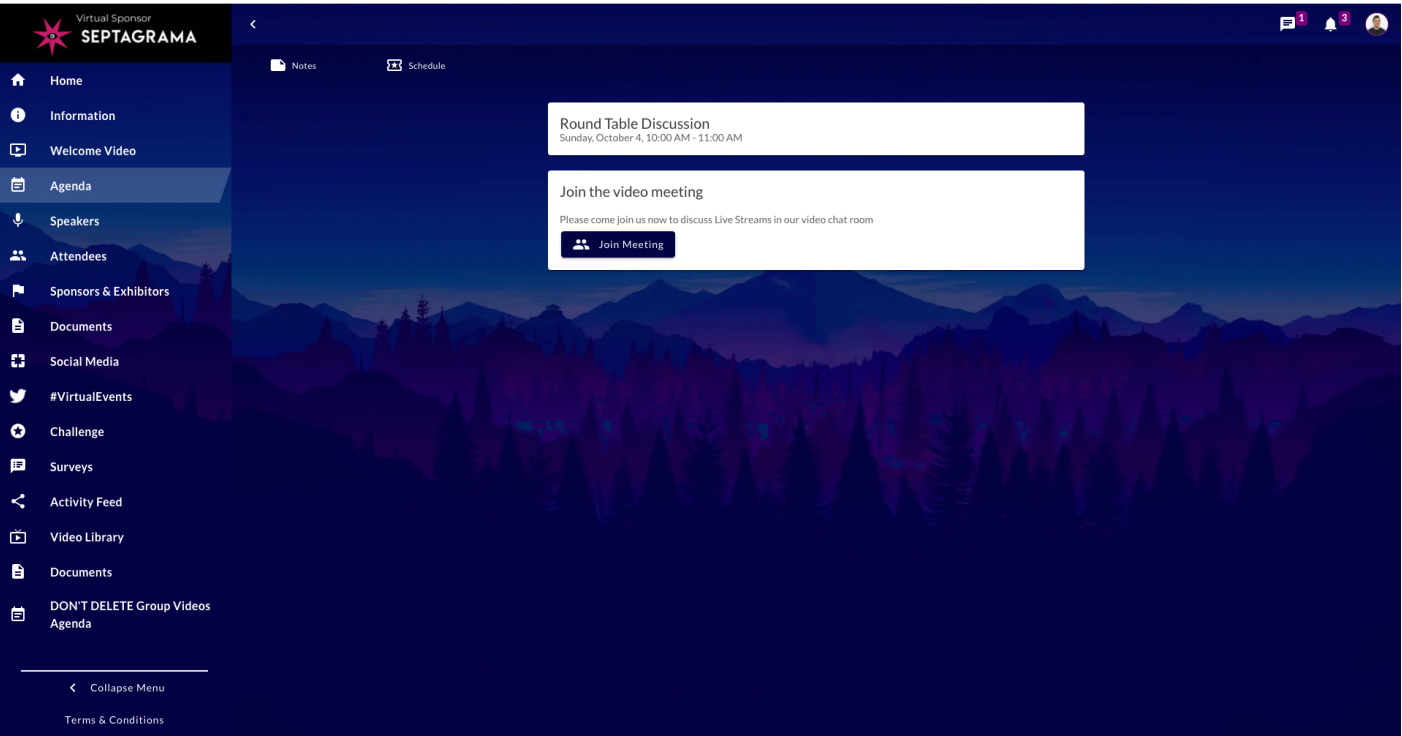 Virtual Sponsor
SEPTAGRAMA
1
3
Home
Information
Welcome Video
Agenda
Speakers
Attendees
Sponsors & Exhibitors
Documents
Social Media
#VirtualEvents
Challenge
Surveys
Activity Feed
Video Library
Documents
DON'T DELETE Group Videos
Agenda
Collapse Menu
Terms & Conditions
Notes
Schedule
Round Table Discussion
Sunday, October 4, 10:00 AM - 11:00 AM
Join the video meeting
Please come join us now to discuss Live Streams in our video chat room
Join Meeting